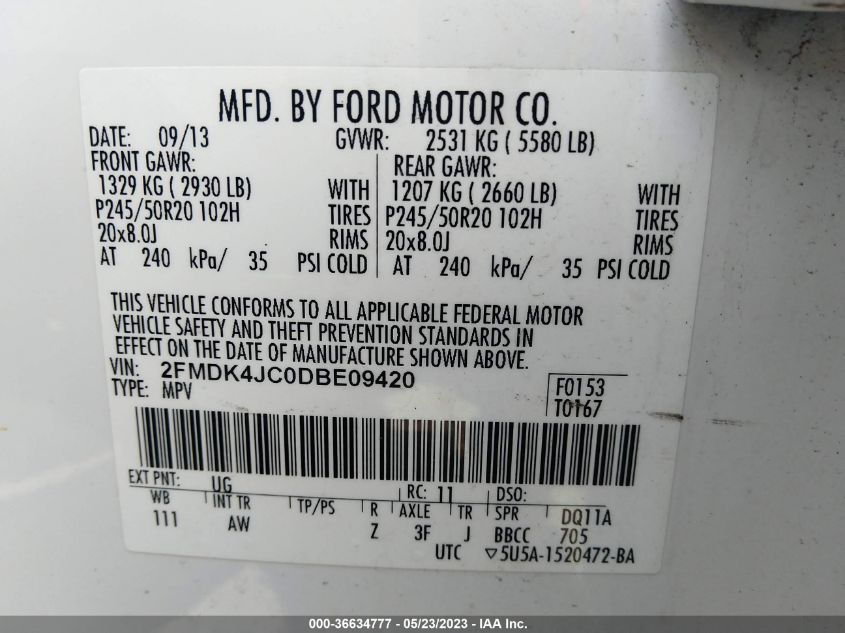 MFD. BY FORD MOTOR CO.
DATE: 09/13 GVWR: 2531 KG ( 5580 LB)
FRONT GAWR: REAR GAWR:
1329 KG ( 2930 LB) WITH 1207 KG ( 2660 LB) WITH
P245/50R20 102H TIRES P245/50R20 102H TIRES
20x8.0J RIMS 20x8.0J RIMS
AT 240 kPa/ 35 PSI COLD AT 240 kPa/ 35 PSI COLD
THIS VEHICLE CONFORMS TO ALL APPLICABLE FEDERAL MOTOR
VEHICLE SAFETY AND THEFT PREVENTION STANDARDS IN
EFFECT ON THE DATE OF MANUFACTURE SHOWN ABOVE.
VIN: 2FMDK4JC0DBE09420 F0153
TYPE: MPV T0167
EXT PNT: UG RC: 11 DSO:
WB INT TR TP/PS R AXLE TR SPR DQ11A
111 AW Z 3F J BBCC 705
UTC ▽5U5A-1520472-BA
000-36634777 - 05/23/2023 - IAA Inc.